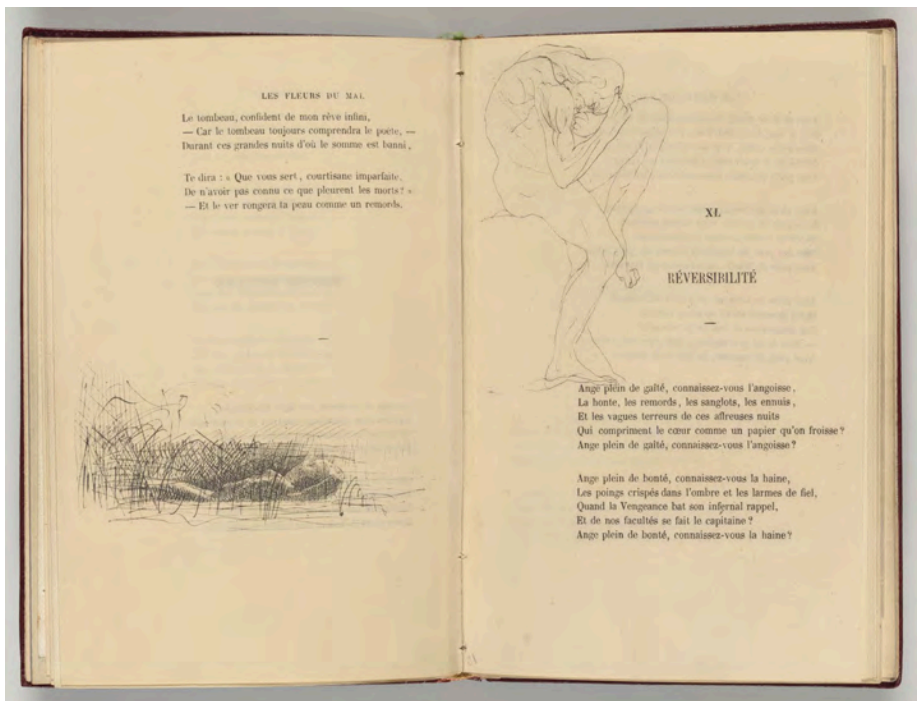 LES FLEURS DU MAL
Le tombeau, confident de mon rêve infini,
— Car le tombeau toujours comprendra le poète, —
Durant ces grandes nuits d'où le somme est banni,
Te dira : « Que vous sert, courtisane imparfaite,
De n'avoir pas connu ce que pleurent les morts? »
— Et le ver rongera ta peau comme un remords.
XL
RÉVERSIBILITÉ
Ange plein de gaîté, connaissez-vous l'angoisse,
La honte, les remords, les sanglots, les ennuis,
Et les vagues terreurs de ces affreuses nuits
Qui compriment le cœur comme un papier qu'on froisse?
Ange plein de gaîté, connaissez-vous l'angoisse?
Ange plein de bonté, connaissez-vous la haine,
Les poings crispés dans l'ombre et les larmes de fiel,
Quand la Vengeance bat son infernal rappel,
Et de nos facultés se fait le capitaine?
Ange plein de bonté, connaissez-vous la haine?